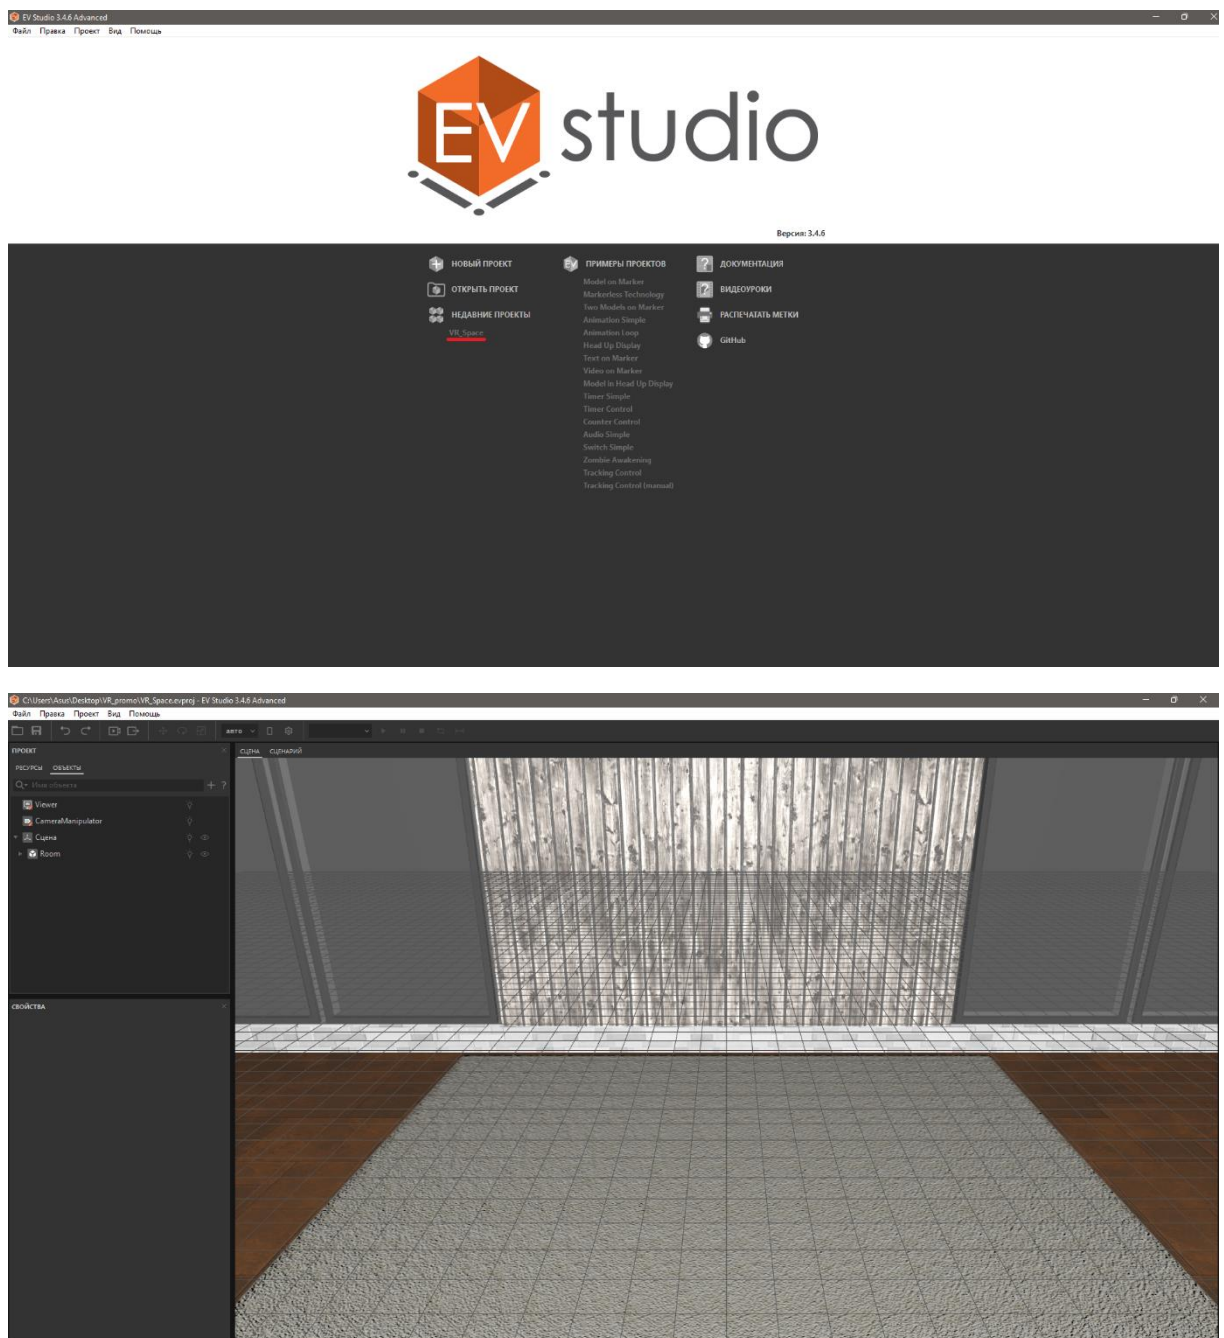 EV Studio 3.4.6 Advanced
Файл Правка Проект Вид Помощь
EV studio
Версия: 3.4.6
НОВЫЙ ПРОЕКТ
ОТКРЫТЬ ПРОЕКТ
НЕДАВНИЕ ПРОЕКТЫ
VR_Space
ПРИМЕРЫ ПРОЕКТОВ
Model on Marker
Markerless Technology
Two Models on Marker
Animation Simple
Animation Loop
Head Up Display
Text on Marker
Video on Marker
Model in Head Up Display
Timer Simple
Timer Control
Counter Control
Audio Simple
Switch Simple
Zombie Awakening
Tracking Control
Tracking Control (manual)
ДОКУМЕНТАЦИЯ
ВИДЕОУРОКИ
РАСПЕЧАТАТЬ МЕТКИ
GitHub
C:\Users\Asus\Desktop\VR_promo\VR_Space.evproj - EV Studio 3.4.6 Advanced
Файл Правка Проект Вид Помощь
АВТО
ПРОЕКТ
РЕСУРСЫ ОБЪЕКТЫ
Имя объекта
Viewer
CameraManipulator
Сцена
Room
СВОЙСТВА
СЦЕНА СЦЕНАРИЙ